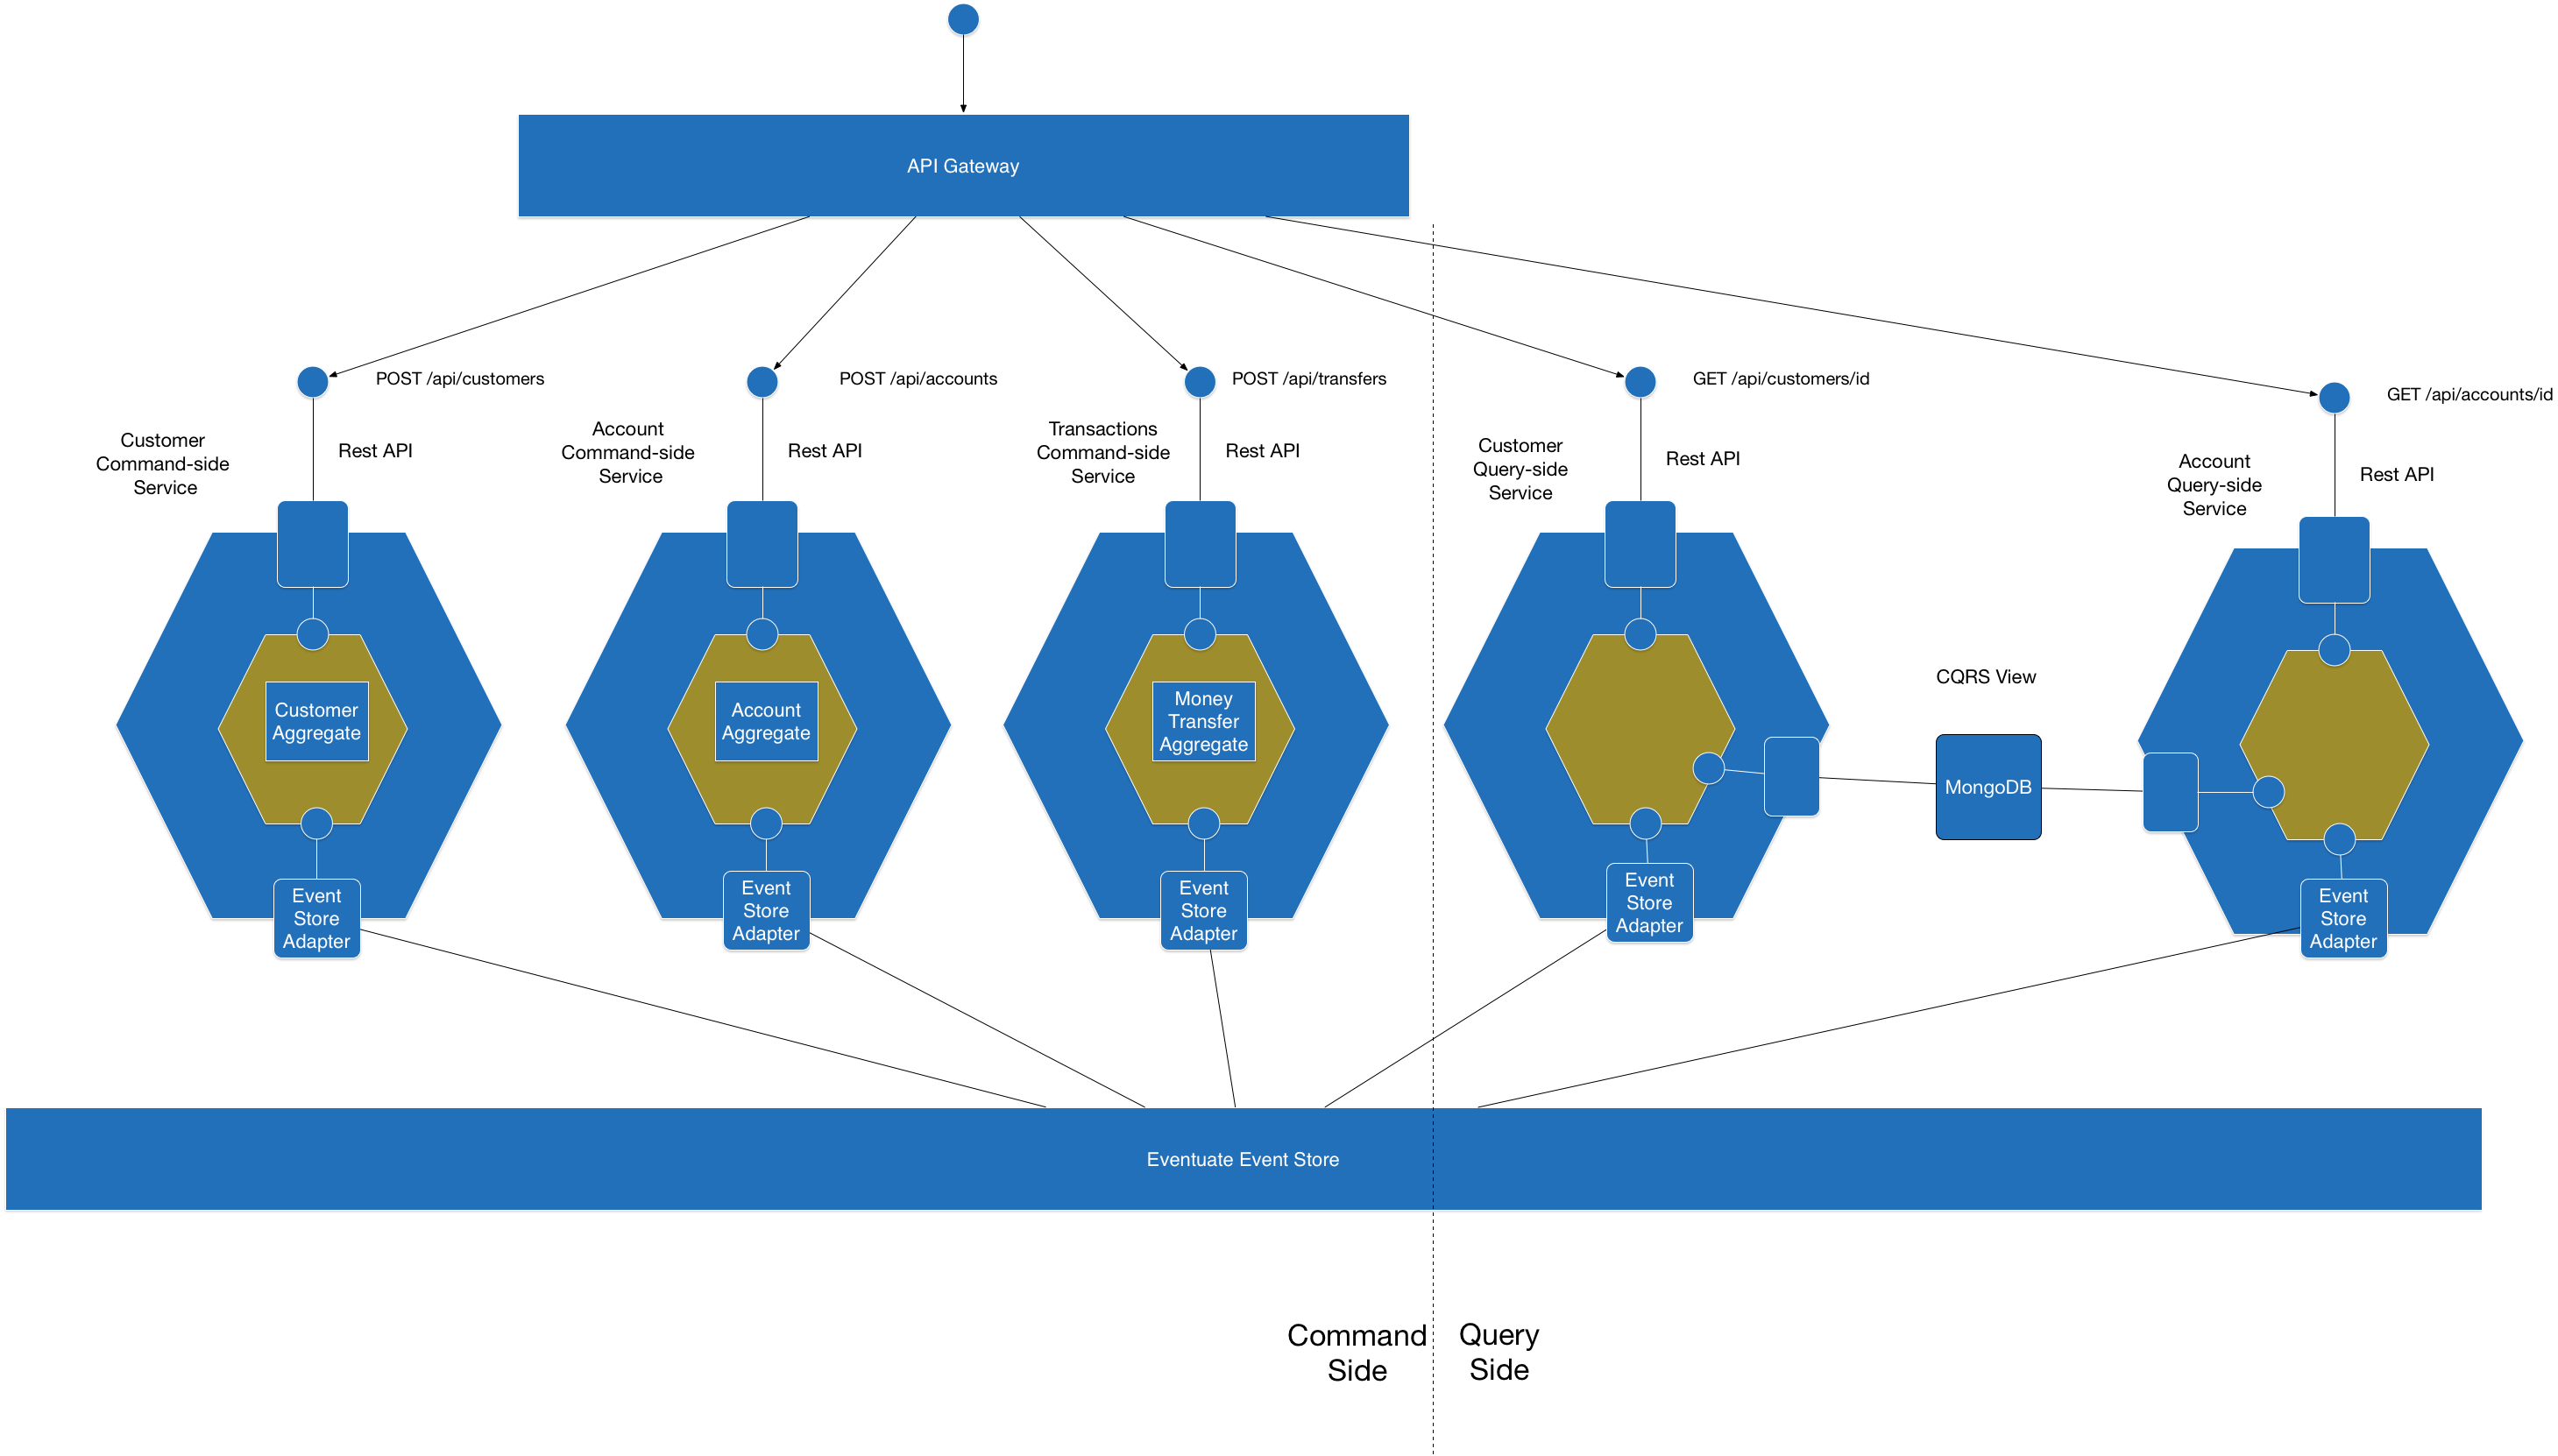 API Gateway
POST /api/customers
POST /api/accounts
POST /api/transfers
GET /api/customers/id
GET /api/accounts/id
Customer
Command-side
Service
Rest API
Account
Command-side
Service
Rest API
Transactions
Command-side
Service
Rest API
Customer
Query-side
Service
Rest API
Account
Query-side
Service
Rest API
Customer
Aggregate
Account
Aggregate
Money
Transfer
Aggregate
CQRS View
MongoDB
Event
Store
Adapter
Event
Store
Adapter
Event
Store
Adapter
Event
Store
Adapter
Event
Store
Adapter
Eventuate Event Store
Command
Side
Query
Side